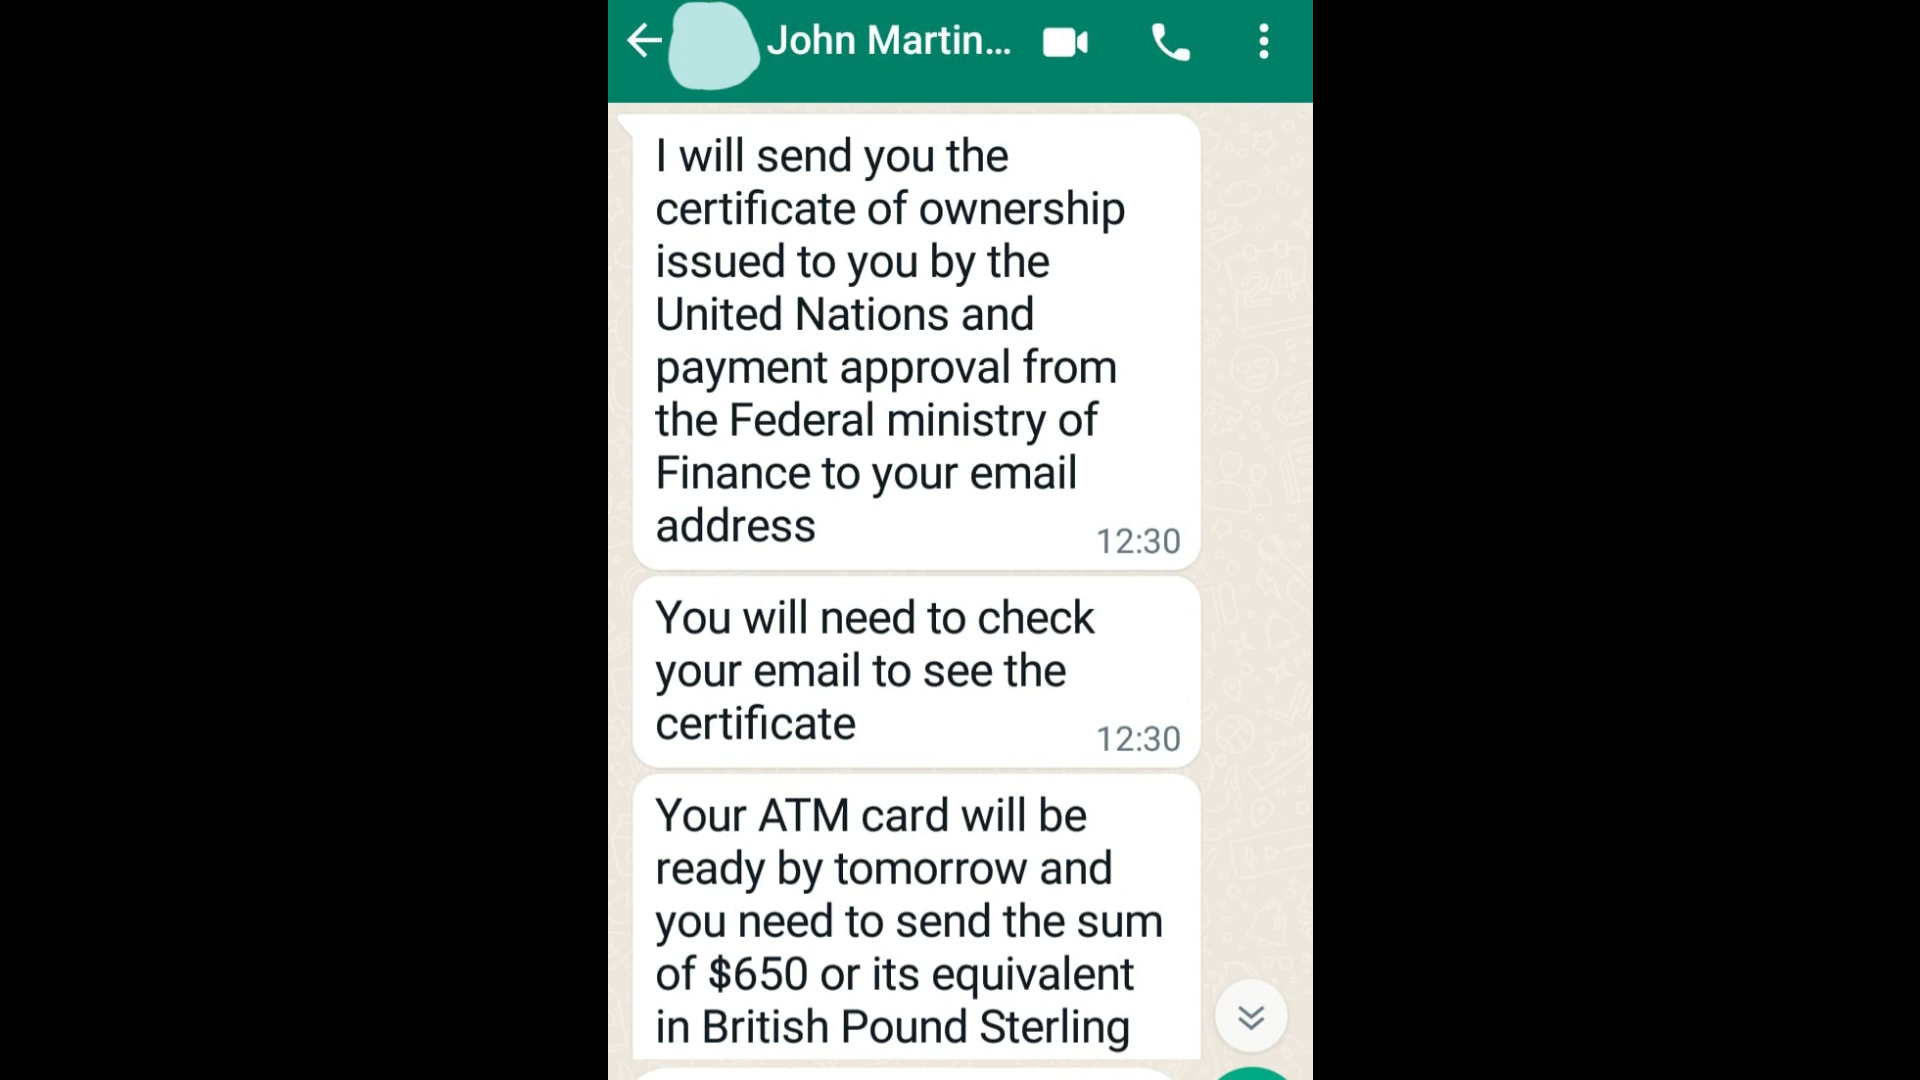 John Martin...
I will send you the
certificate of ownership
issued to you by the
United Nations and
payment approval from
the Federal ministry of
Finance to your email
address
12:30
You will need to check
your email to see the
certificate
12:30
Your ATM card will be
ready by tomorrow and
you need to send the sum
of $650 or its equivalent
in British Pound Sterling